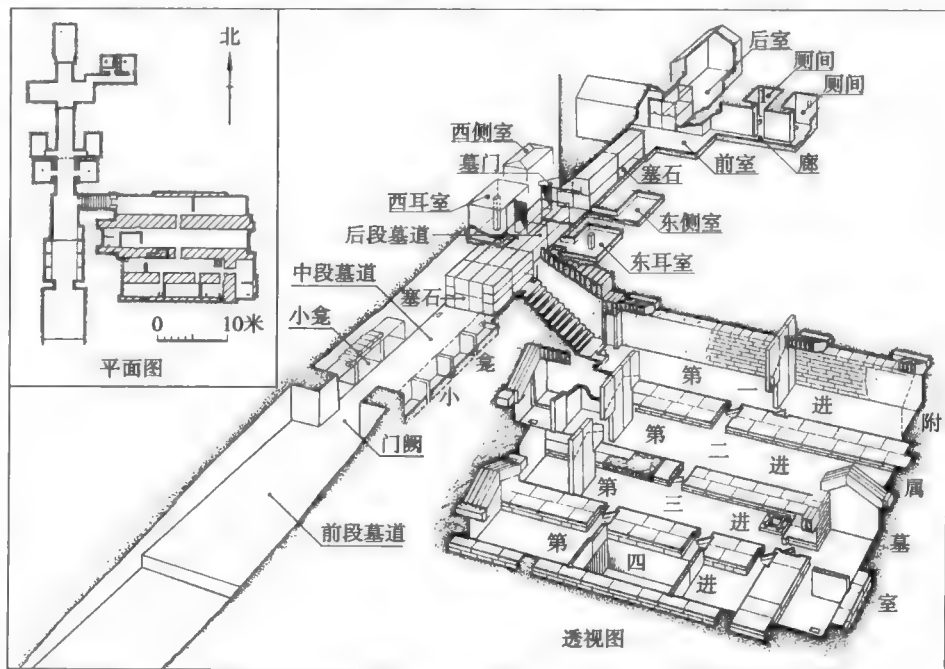 北
0 10米
平面图
后室
厕间
厕间
西侧室
墓门
塞石
前室
廊
西耳室
东侧室
后段墓道
东耳室
中段墓道
塞石
小龛
小龛
门阙
前段墓道
第一进
第二进
第三进
第四进
附属墓室
透视图